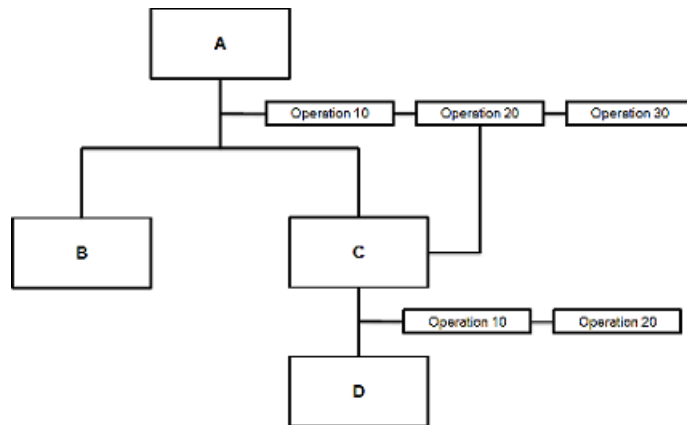 A
Operation 10
Operation 20
Operation 30
B
C
Operation 10
Operation 20
D